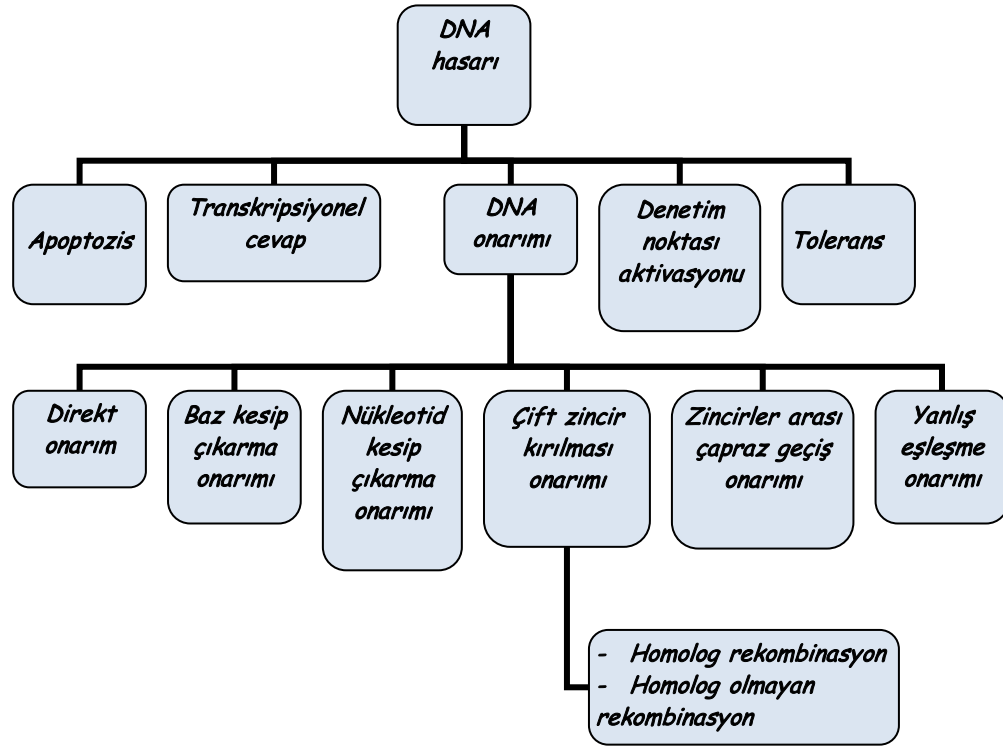 DNA
hasarı
Apoptozis
Transkripsiyonel
cevap
DNA
onarımı
Denetim
noktası
aktivasyonu
Tolerans
Direkt
onarım
Baz kesip
çıkarma
onarımı
Nükleotid
kesip
çıkarma
onarımı
Çift zincir
kırılması
onarımı
Zincirler arası
çapraz geçiş
onarımı
Yanlış
eşleşme
onarımı
- Homolog rekombinasyon
- Homolog olmayan
rekombinasyon